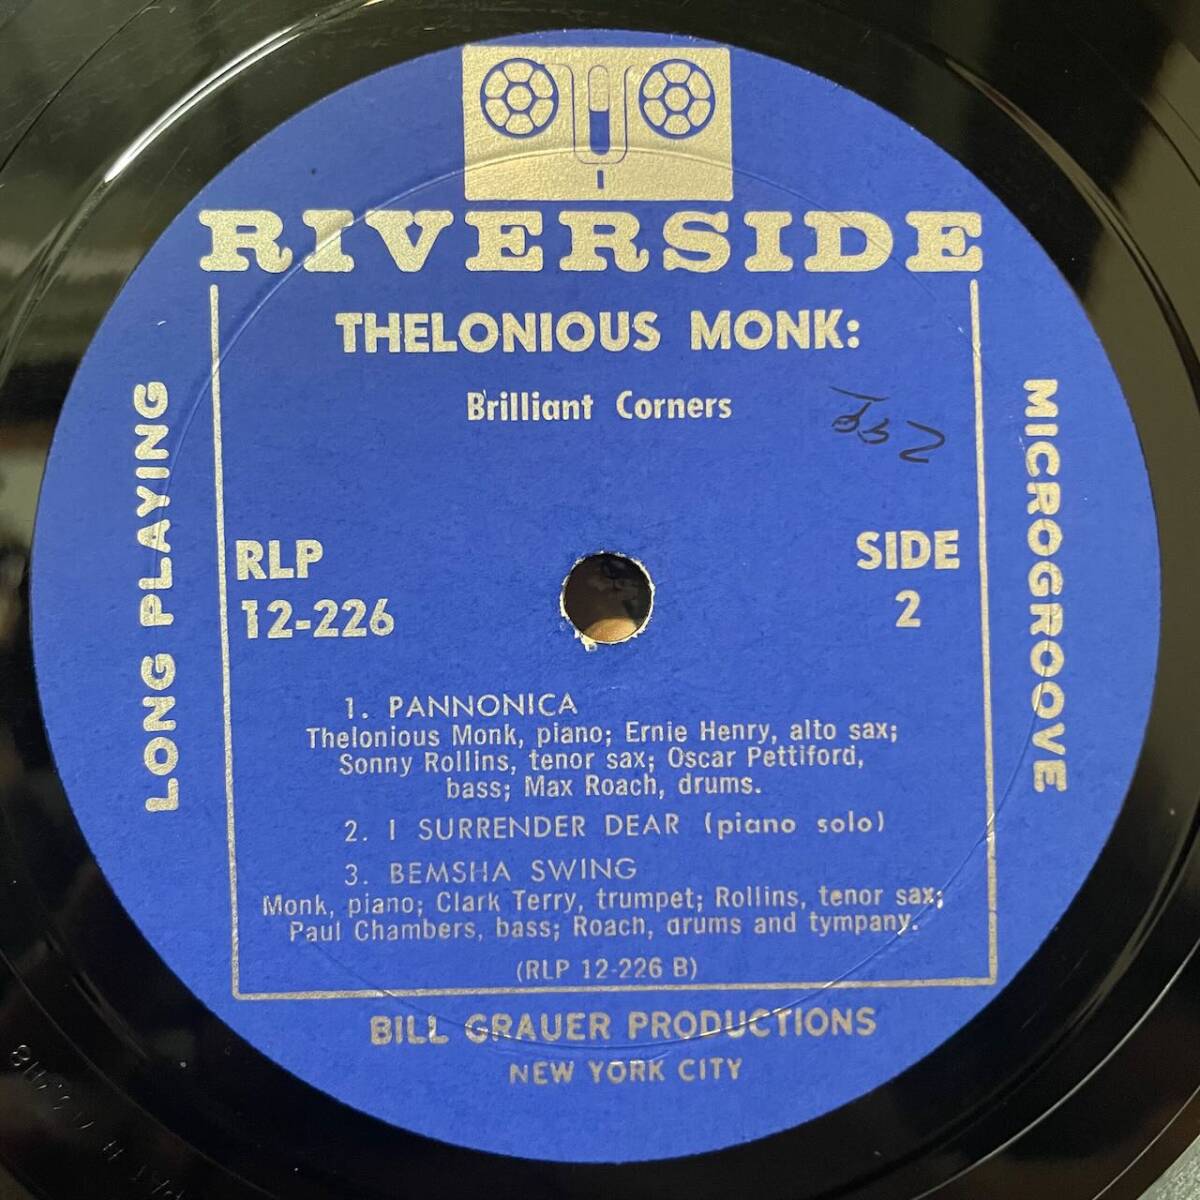 RIVERSIDE
THELONIOUS MONK:
Brilliant Corners
LONG PLAYING
MICROGROOVE
RLP
12-226
SIDE
2
1. PANNONICA
Thelonious Monk, piano; Ernie Henry, alto sax;
Sonny Rollins, tenor sax; Oscar Pettiford,
bass; Max Roach, drums.
2. I SURRENDER DEAR (piano solo)
3. BEMSHA SWING
Monk, piano; Clark Terry, trumpet; Rollins, tenor sax;
Paul Chambers, bass; Roach, drums and tympany.
(RLP 12-226 B)
BILL GRAUER PRODUCTIONS
NEW YORK CITY